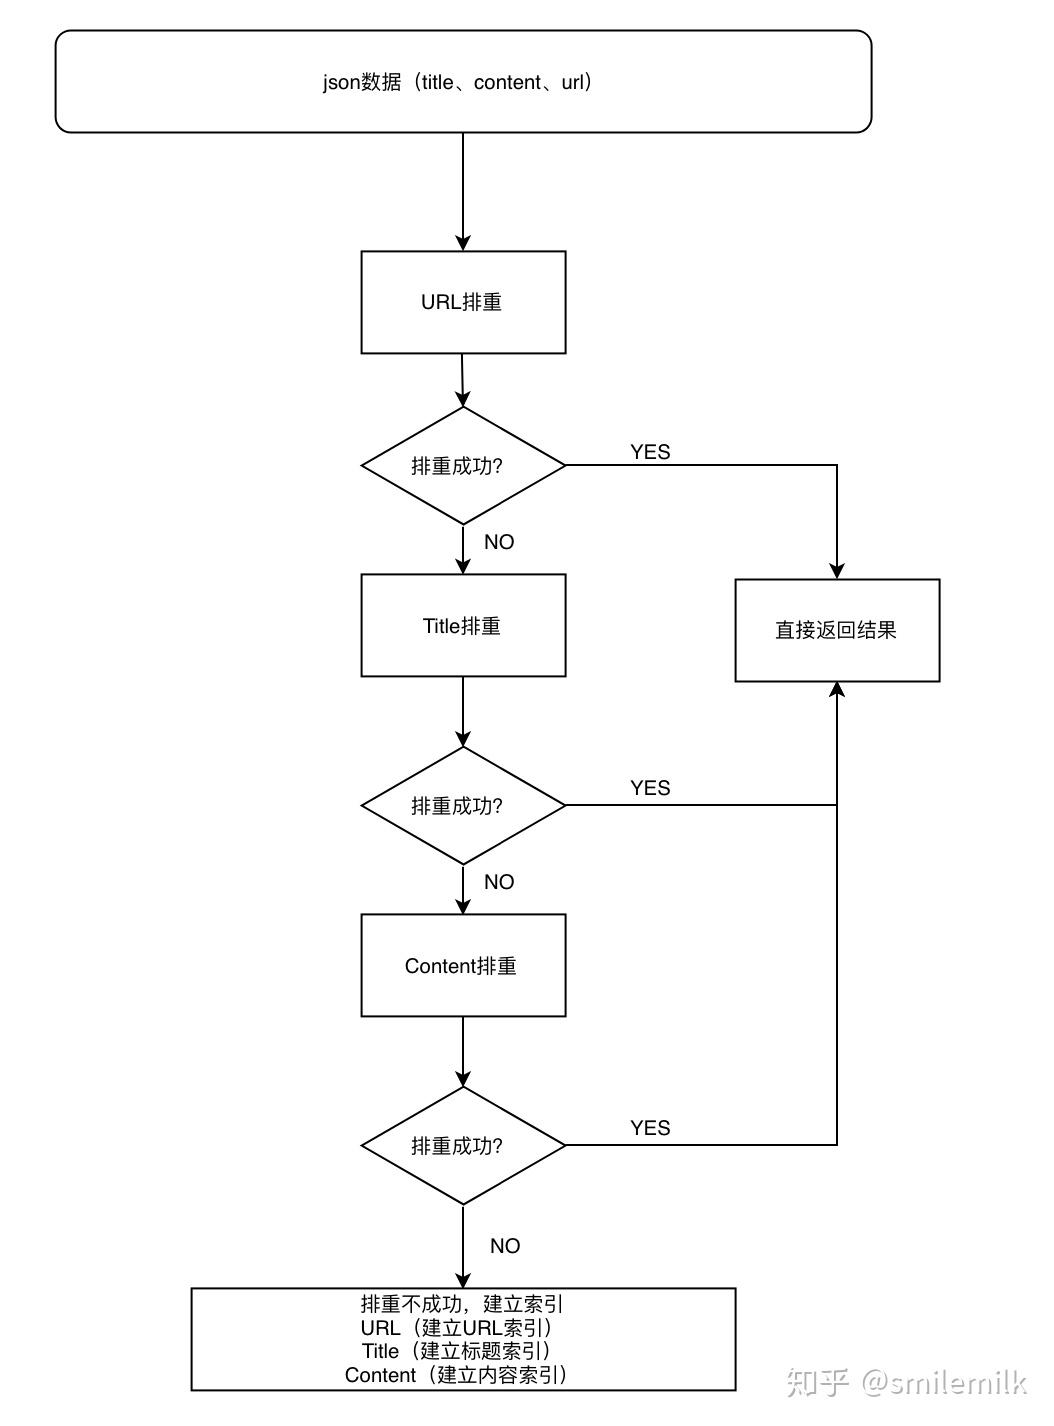 json数据（title、content、url）
URL排重
排重成功?
YES
NO
Title排重
直接返回结果
排重成功?
YES
NO
Content排重
排重成功?
YES
NO
排重不成功，建立索引
URL（建立URL索引）
Title（建立标题索引）
Content（建立内容索引）
知乎 @smilemilk